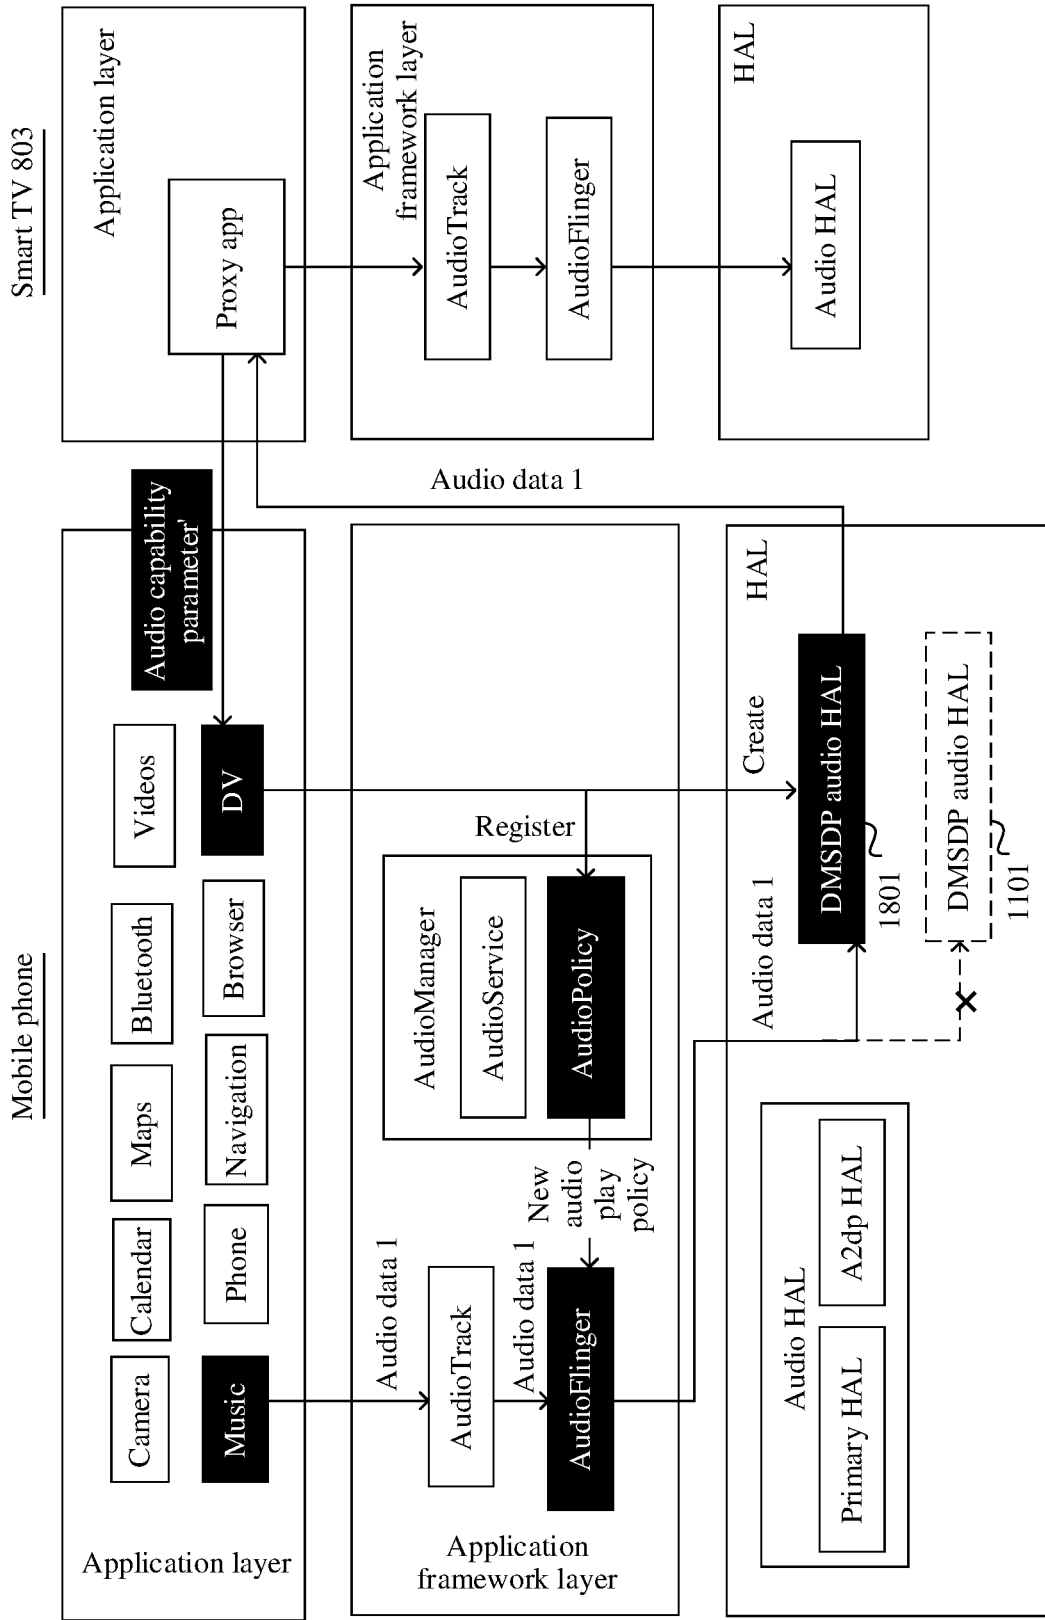 Mobile phone
Smart TV 803
Camera
Calendar
Maps
Bluetooth
Videos
Music
Phone
Navigation
Browser
DV
Application layer
Audio capability
parameter'
Application layer
Proxy app
Audio data 1
AudioTrack
Audio data 1
AudioFlinger
New
audio
play
policy
AudioManager
AudioService
AudioPolicy
Register
Application
framework layer
Audio data 1
Application
framework layer
AudioTrack
AudioFlinger
Audio HAL
Primary HAL
A2dp HAL
Audio data 1
Create
HAL
DMSDP audio HAL
1801
DMSDP audio HAL
1101
HAL
Audio HAL